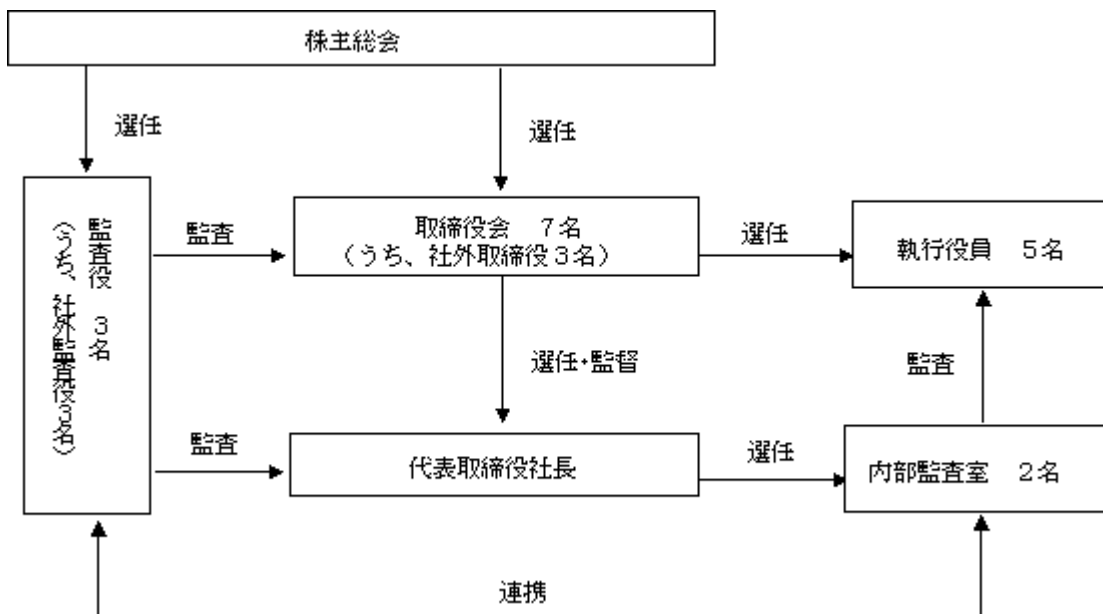 株主総会
選任
選任
監査役　3名
（うち、社外監査役3名）
監査
取締役会　7名
（うち、社外取締役3名）
選任
執行役員　5名
選任・監督
監査
監査
代表取締役社長
選任
内部監査室　2名
連携